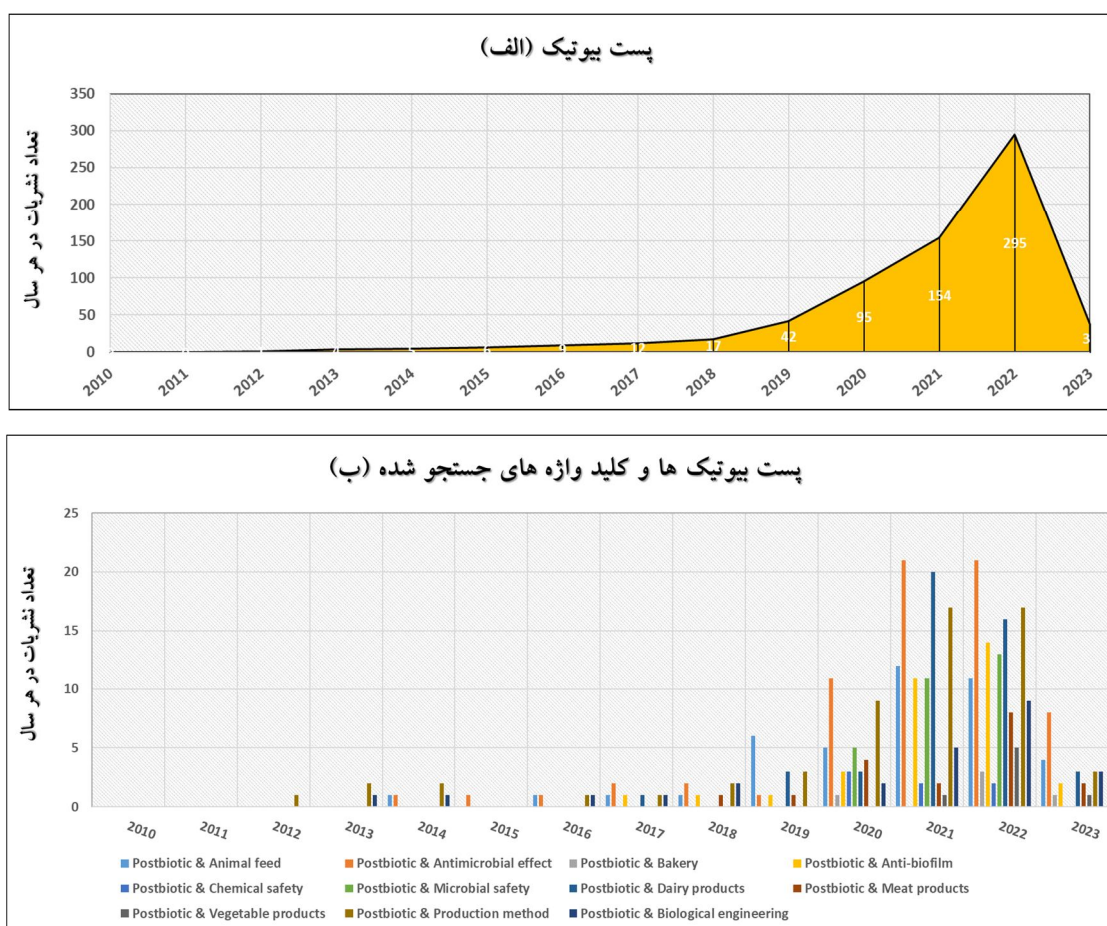 پست بیوتیک (الف)
تعداد نشریات در هر سال
350
300
250
200
150
100
50
0
4 5 6 9 12 17 42 95 154 295 3
2010 2011 2012 2013 2014 2015 2016 2017 2018 2019 2020 2021 2022 2023
پست بیوتیک ها و کلید واژه های جستجو شده (ب)
تعداد نشریات در هر سال
25
20
15
10
5
0
2010 2011 2012 2013 2014 2015 2016 2017 2018 2019 2020 2021 2022 2023
Postbiotic & Animal feed Postbiotic & Antimicrobial effect Postbiotic & Bakery Postbiotic & Anti-biofilm
Postbiotic & Chemical safety Postbiotic & Microbial safety Postbiotic & Dairy products Postbiotic & Meat products
Postbiotic & Vegetable products Postbiotic & Production method Postbiotic & Biological engineering